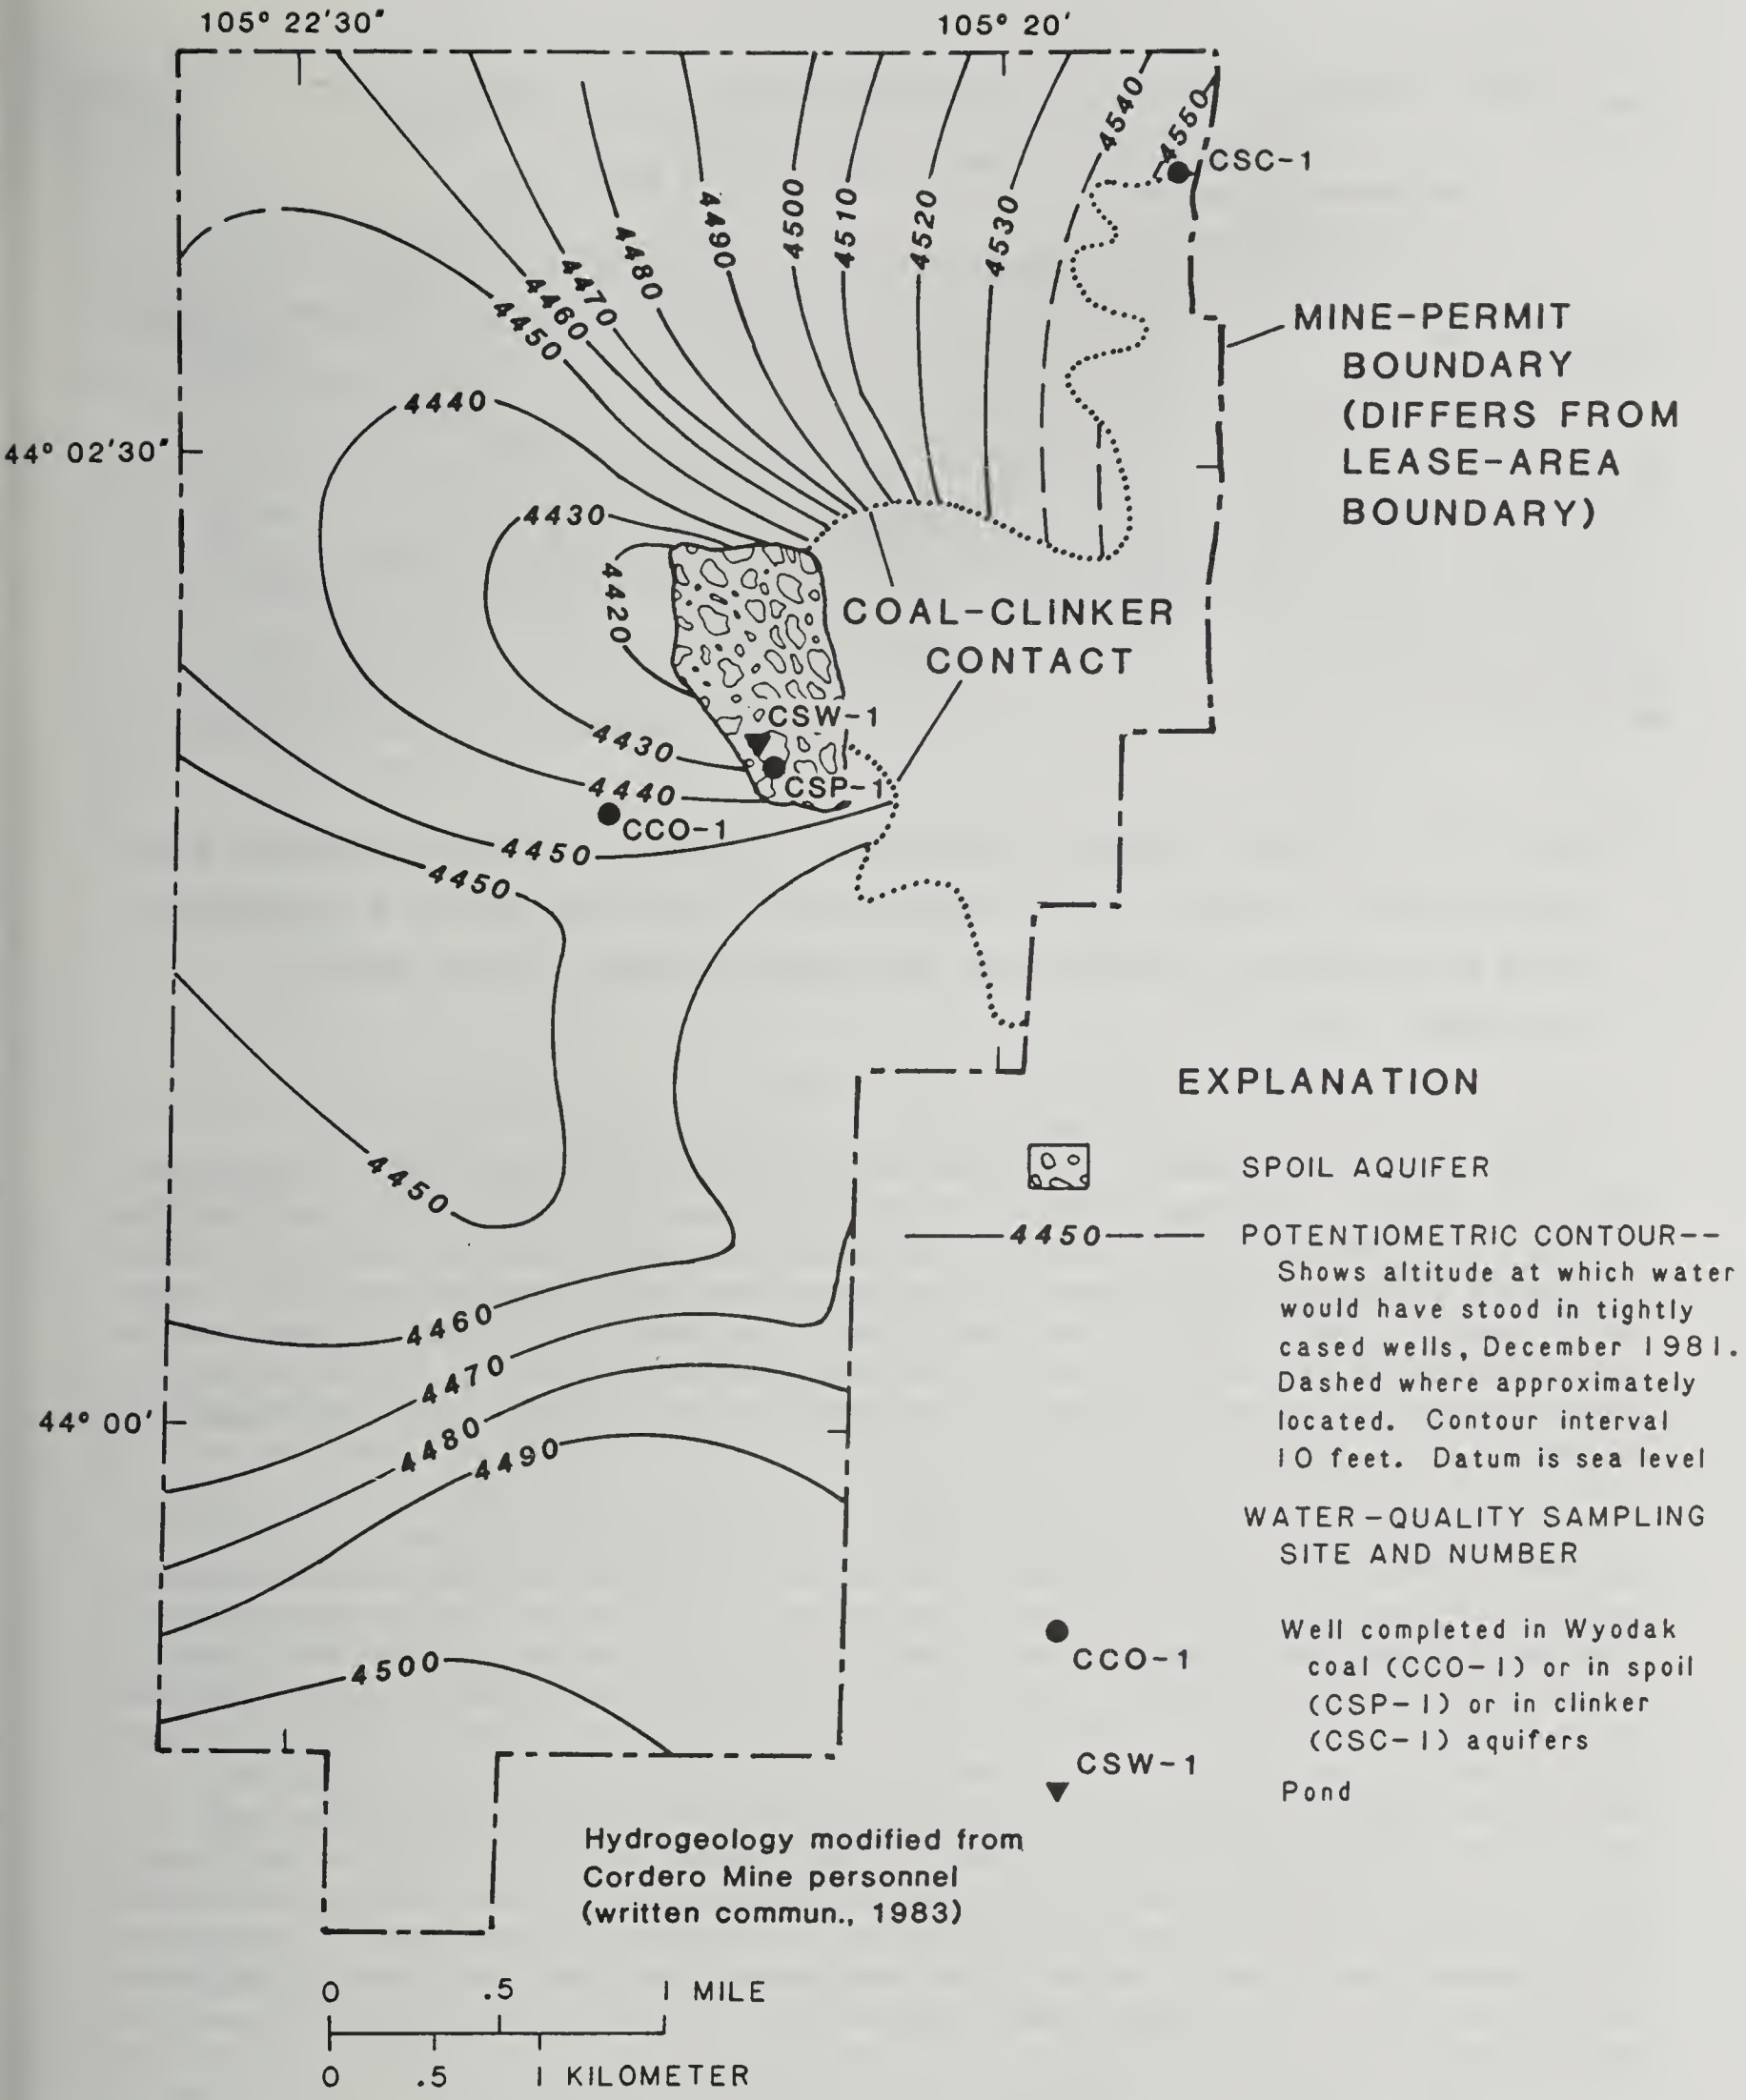 105° 22'30"
105° 20'
4540
4550
CSC-1
4490
4500
4510
4520
4530
4480
4470
4460
4450
MINE-PERMIT
BOUNDARY
(DIFFERS FROM
LEASE-AREA
BOUNDARY)
4440
44° 02'30"
4430
4420
COAL-CLINKER
CONTACT
CSW-1
4430
CSP-1
4440
CCO-1
4450
4450
EXPLANATION
4450
SPOIL AQUIFER
4450
POTENTIOMETRIC CONTOUR--
Shows altitude at which water
would have stood in tightly
cased wells, December 1981.
Dashed where approximately
located. Contour interval
10 feet. Datum is sea level
4460
4470
44° 00'
4480
4490
WATER-QUALITY SAMPLING
SITE AND NUMBER
CCO-1
Well completed in Wyodak
coal (CCO-1) or in spoil
(CSP-1) or in clinker
(CSC-1) aquifers
4500
CSW-1
Pond
Hydrogeology modified from
Cordero Mine personnel
(written commun., 1983)
0 .5 1 MILE
0 .5 1 KILOMETER